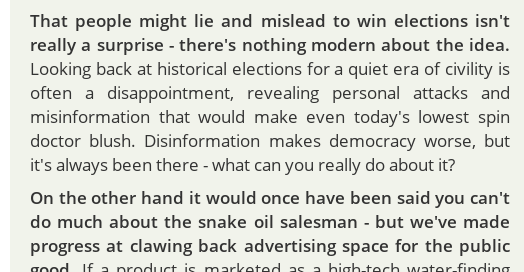 That people might lie and mislead to win elections isn't
really a surprise - there's nothing modern about the idea.
Looking back at historical elections for a quiet era of civility is
often a disappointment, revealing personal attacks and
misinformation that would make even today's lowest spin
doctor blush. Disinformation makes democracy worse, but
it's always been there - what can you really do about it?
On the other hand it would once have been said you can't
do much about the snake oil salesman - but we've made
progress at clawing back advertising space for the public
good. If a product is marketed as a high-tech water-finding